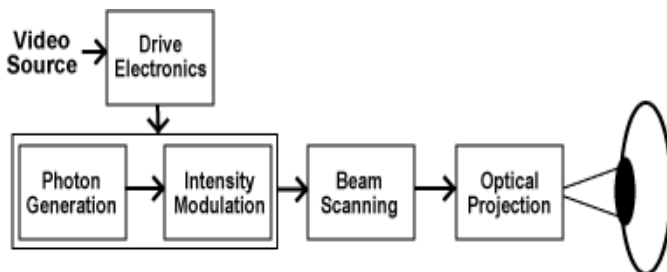 Video
Source
Drive
Electronics
Photon
Generation
Intensity
Modulation
Beam
Scanning
Optical
Projection